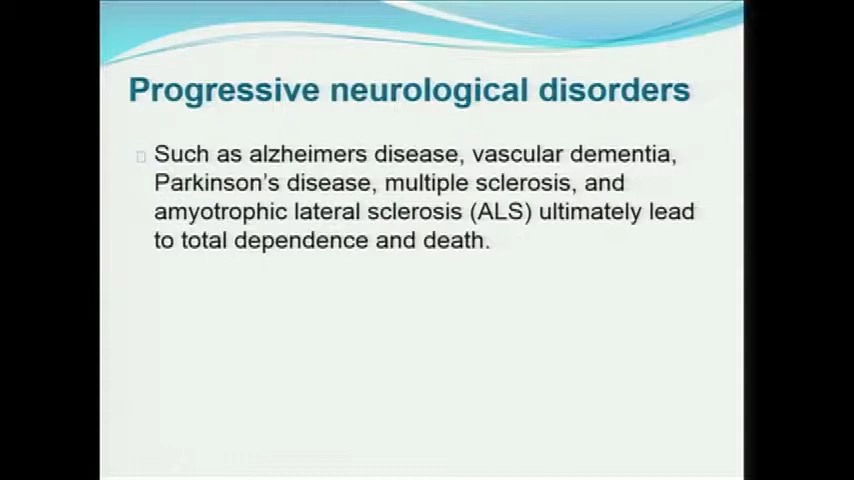 Progressive neurological disorders
Such as alzheimers disease, vascular dementia,
Parkinson's disease, multiple sclerosis, and
amyotrophic lateral sclerosis (ALS) ultimately lead
to total dependence and death.